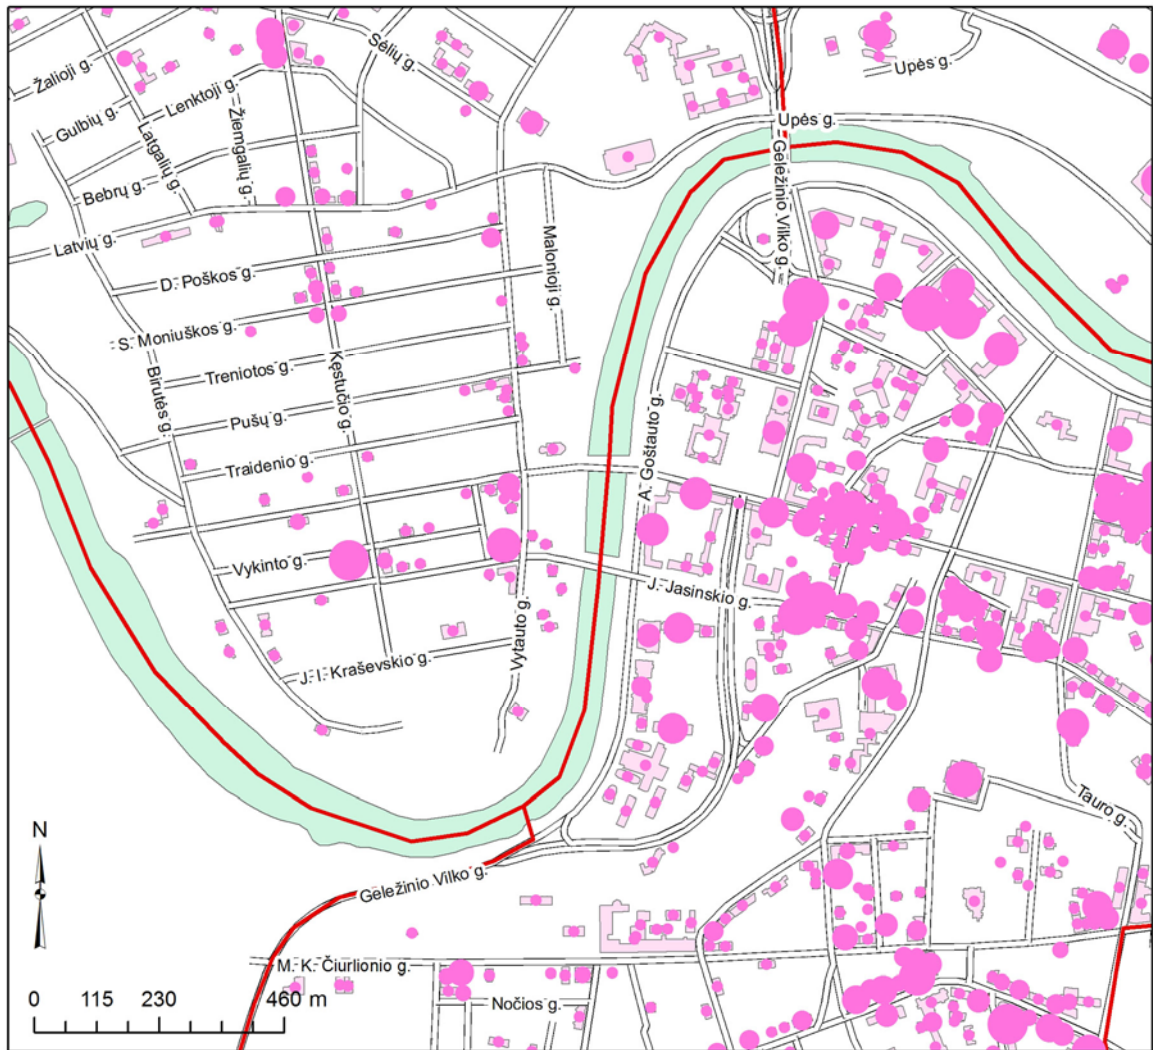 Sėlių g.
Žalioji g.
Upės g.
Lenktoji g.
Gulbių g.
Žiemgalių g.
Latgalių g.
Upės g.
Bebrų g.
Geležinio Vilko g.
Latvių g.
Malonioji g.
D. Poškos g.
S. Moniuškos g.
Treniotos g.
Birutės g.
Kęstučio g.
A. Goštauto g.
Pušų g.
Traidenio g.
Vykinto g.
J. Jasinskio g.
Vytauto g.
J. I. Kraševskio g.
Tauro g.
N
Geležinio Vilko g.
M. K. Čiurlionio g.
Nočios g.
0 115 230 460 m